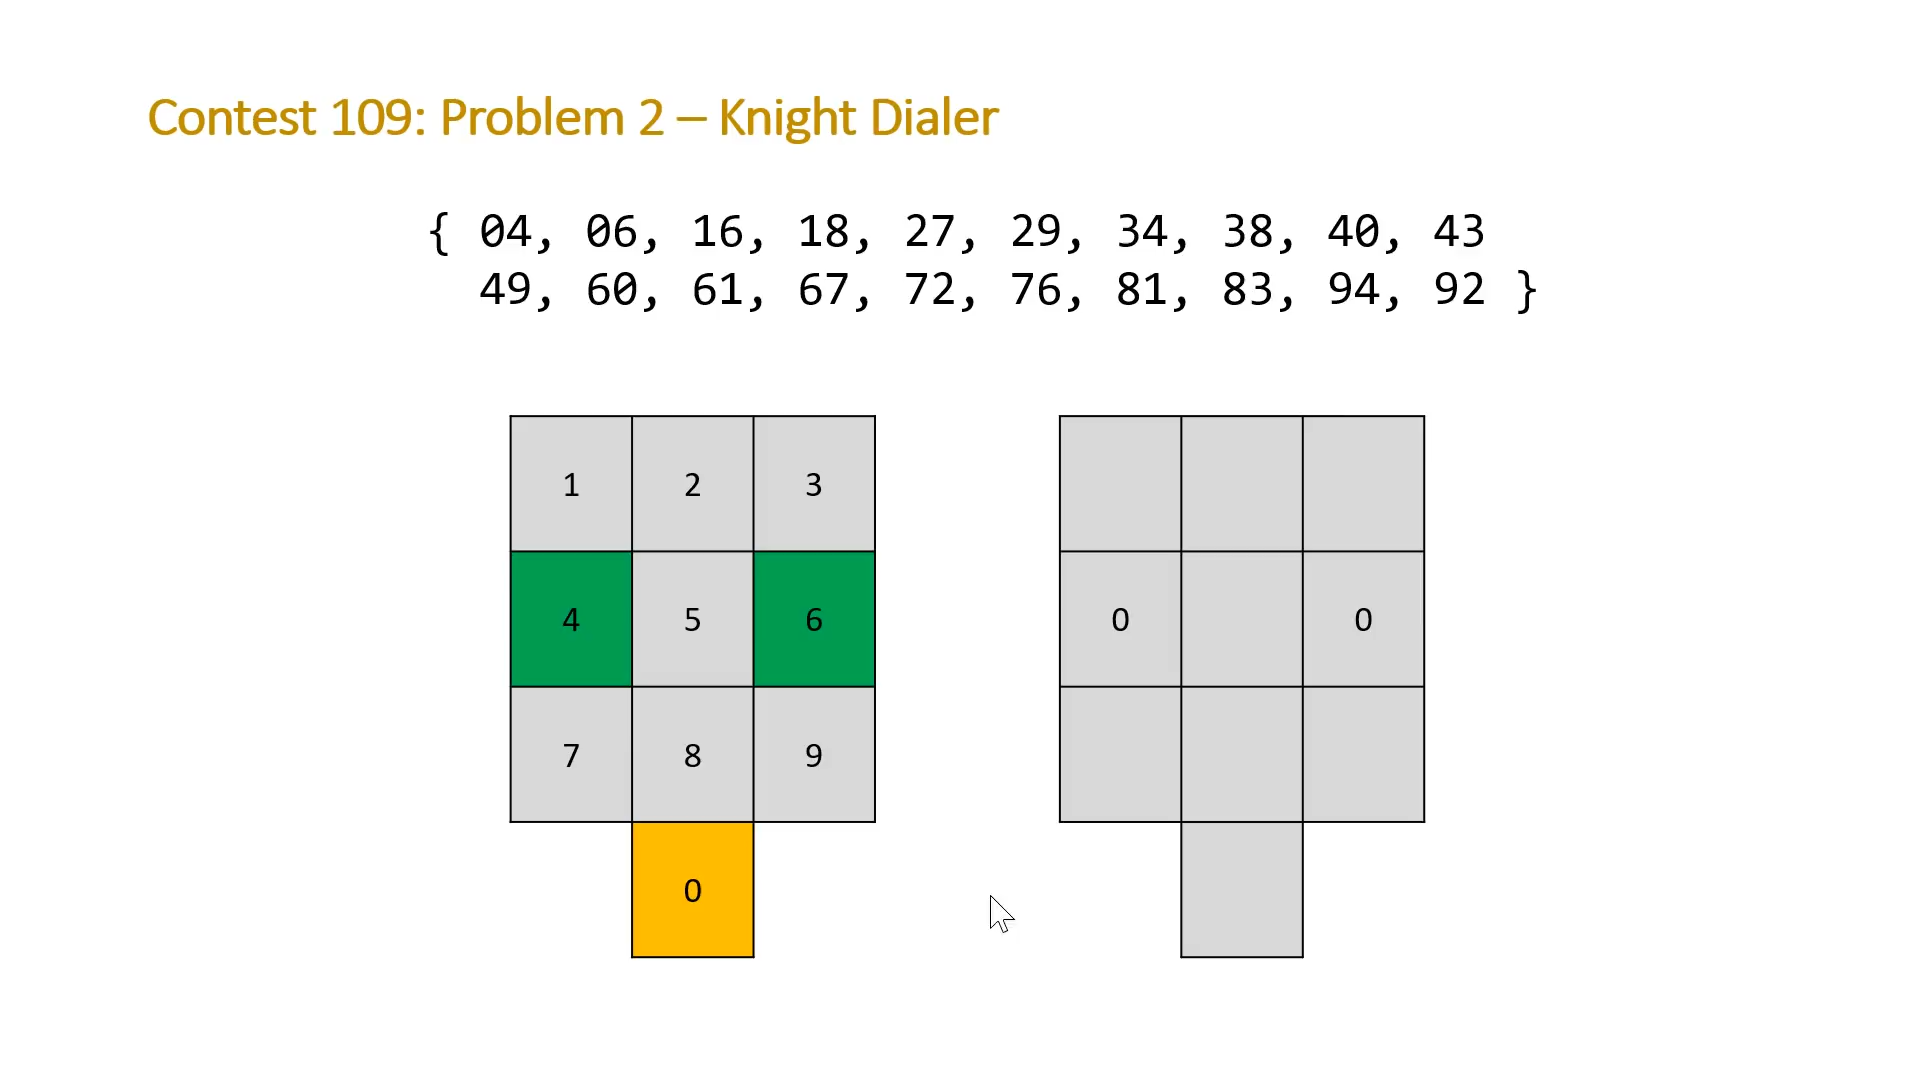 Contest 109: Problem 2 – Knight Dialer
{ 04, 06, 16, 18, 27, 29, 34, 38, 40, 43
49, 60, 61, 67, 72, 76, 81, 83, 94, 92 }
1 2 3
4 5 6
7 8 9
0
0 0